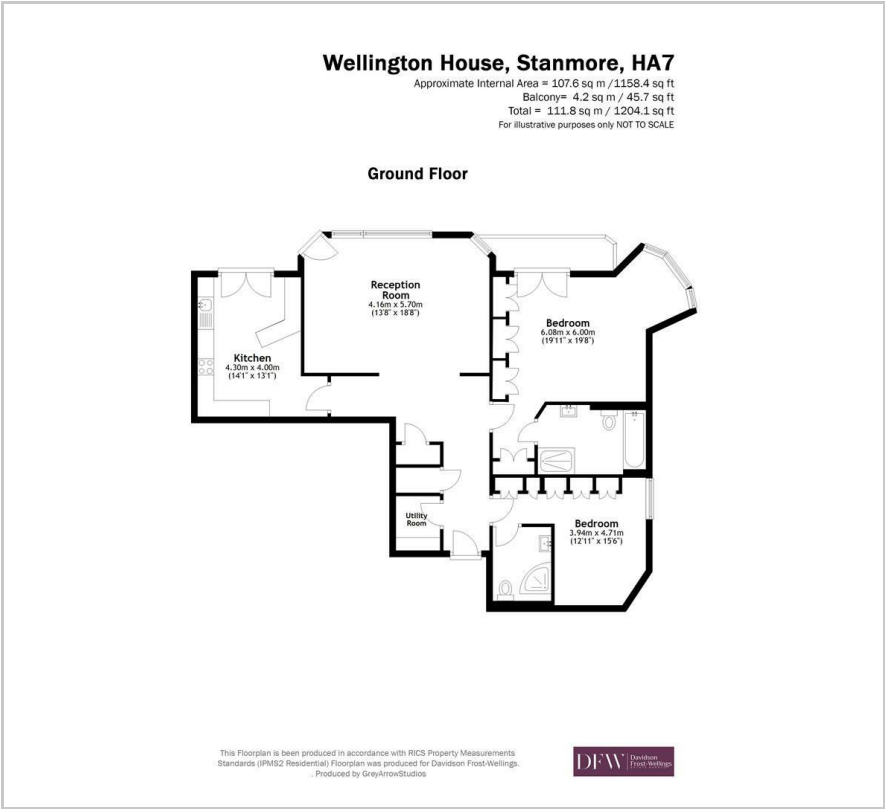 Wellington House, Stanmore, HA7
Approximate Internal Area = 107.6 sq m /1158.4 sq ft
Balcony= 4.2 sq m / 45.7 sq ft
Total = 111.8 sq m / 1204.1 sq ft
For illustrative purposes only NOT TO SCALE
Ground Floor
Reception
Room
4.16m x 5.70m
(13'8" x 18'8")
Bedroom
6.08m x 6.00m
(19'11" x 19'8")
Kitchen
4.30m x 4.00m
(14'1" x 13'1")
Utility
Room
Bedroom
3.94m x 4.71m
(12'11" x 15'6")
This Floorplan is been produced in accordance with RICS Property Measurements
Standards (IPMS2 Residential) Floorplan was produced for Davidson Frost-Wellings.
. Produced by GreyArrowStudios
DFW
Davidson
Frost-Wellings